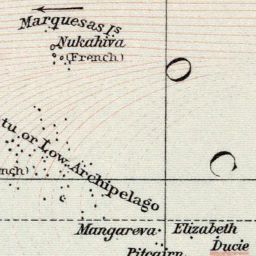 Marquesas Is
Nukahiva
(French)
O
C
tu or Low Archipelago
nch)
Mangareva
Elizabeth
Ducie
Pitcairn